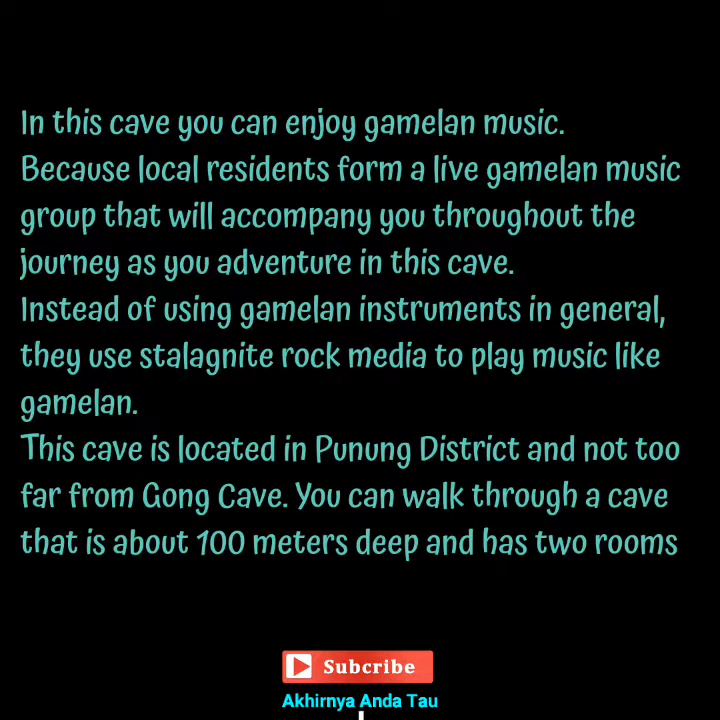 In this cave you can enjoy gamelan music.
Because local residents form a live gamelan music
group that will accompany you throughout the
journey as you adventure in this cave.
Instead of using gamelan instruments in general,
they use stalagnite rock media to play music like
gamelan.
This cave is located in Punung District and not too
far from Gong Cave. You can walk through a cave
that is about 100 meters deep and has two rooms
Subcribe
Akhirnya Anda Tau